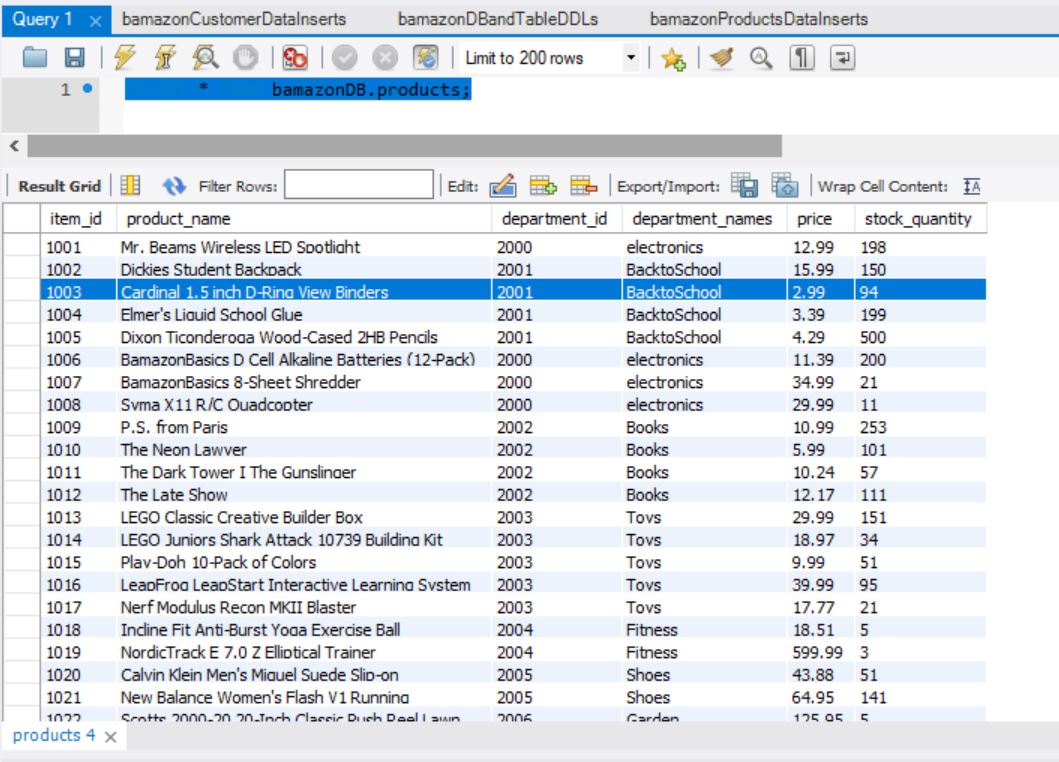 Query 1 bamazonCustomerDataInserts bamazonDBandTableDDLs bamazonProductsDataInserts
Limit to 200 rows
1 * bamazonDB.products;
Result Grid Filter Rows: Edit: Export/Import: Wrap Cell Content: IA
item_id product_name department_id department_names price stock_quantity
1001 Mr. Beams Wireless LED Spotlight 2000 electronics 12.99 198
1002 Dickies Student Backpack 2001 BacktoSchool 15.99 150
1003 Cardinal 1.5 inch D-Ring View Binders 2001 BacktoSchool 2.99 94
1004 Elmer's Liquid School Glue 2001 BacktoSchool 3.39 199
1005 Dixon Ticonderoga Wood-Cased 2HB Pencils 2001 BacktoSchool 4.29 500
1006 BamazonBasics D Cell Alkaline Batteries (12-Pack) 2000 electronics 11.39 200
1007 BamazonBasics 8-Sheet Shredder 2000 electronics 34.99 21
1008 Syma X11 R/C Quadcopter 2000 electronics 29.99 11
1009 P.S. from Paris 2002 Books 10.99 253
1010 The Neon Lawyer 2002 Books 5.99 101
1011 The Dark Tower I The Gunslinger 2002 Books 10.24 57
1012 The Late Show 2002 Books 12.17 111
1013 LEGO Classic Creative Builder Box 2003 Toys 29.99 151
1014 LEGO Juniors Shark Attack 10739 Building Kit 2003 Toys 18.97 34
1015 Play-Doh 10-Pack of Colors 2003 Toys 9.99 51
1016 LeapFrog LeapStart Interactive Learning System 2003 Toys 39.99 95
1017 Nerf Modulus Recon MKII Blaster 2003 Toys 17.77 21
1018 Incline Fit Anti-Burst Yoga Exercise Ball 2004 Fitness 18.51 5
1019 NordicTrack E 7.0 Z Elliptical Trainer 2004 Fitness 599.99 3
1020 Calvin Klein Men's Miguel Suede Slip-on 2005 Shoes 43.88 51
1021 New Balance Women's Flash V1 Running 2005 Shoes 64.95 141
1022 Scotts 2000-20 20-Inch Classic Push Reel Lawn 2006 Garden 125.95 5
products 4